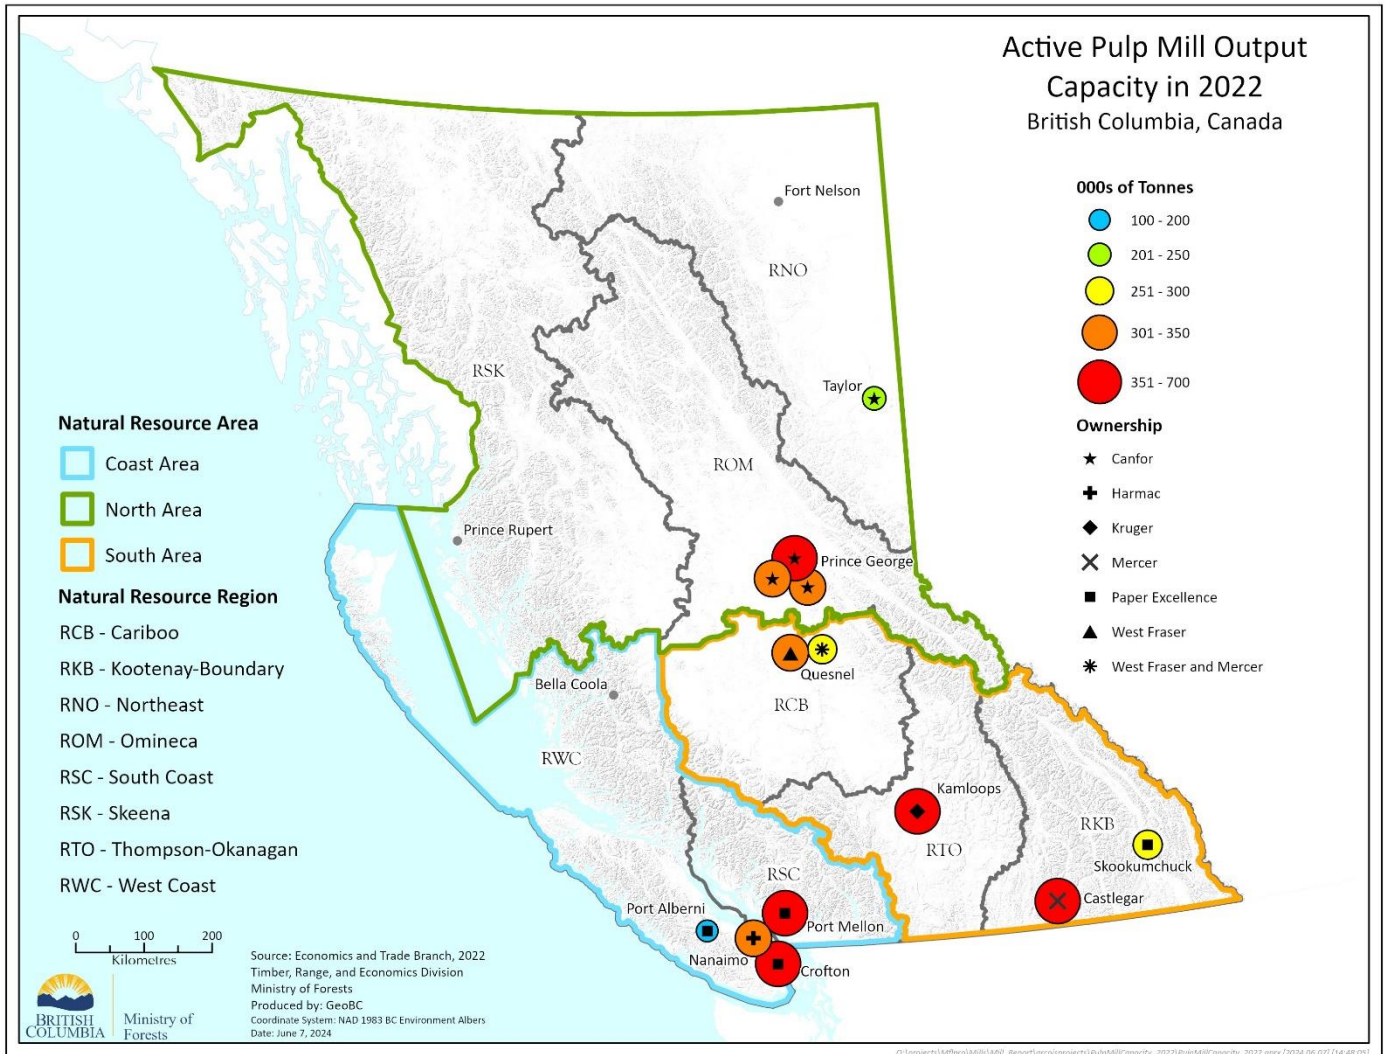 Active Pulp Mill Output
Capacity in 2022
British Columbia, Canada
000s of Tonnes
100 - 200
201 - 250
251 - 300
301 - 350
351 - 700
Ownership
Canfor
Harmac
Kruger
Mercer
Paper Excellence
West Fraser
West Fraser and Mercer
Fort Nelson
RNO
RSK
Taylor
ROM
Prince Rupert
Prince George
Quesnel
Bella Coola
RCB
RWC
Kamloops
RTO
RKB
Skookumchuck
RSC
Castlegar
Port Alberni
Port Mellon
Nanaimo
Crofton
Natural Resource Area
Coast Area
North Area
South Area
Natural Resource Region
RCB - Cariboo
RKB - Kootenay-Boundary
RNO - Northeast
ROM - Omineca
RSC - South Coast
RSK - Skeena
RTO - Thompson-Okanagan
RWC - West Coast
0 100 200
Kilometres
BRITISH
COLUMBIA
Ministry of
Forests
Source: Economics and Trade Branch, 2022
Timber, Range, and Economics Division
Ministry of Forests
Produced by: GeoBC
Coordinate System: NAD 1983 BC Environment Albers
Date: June 7, 2024